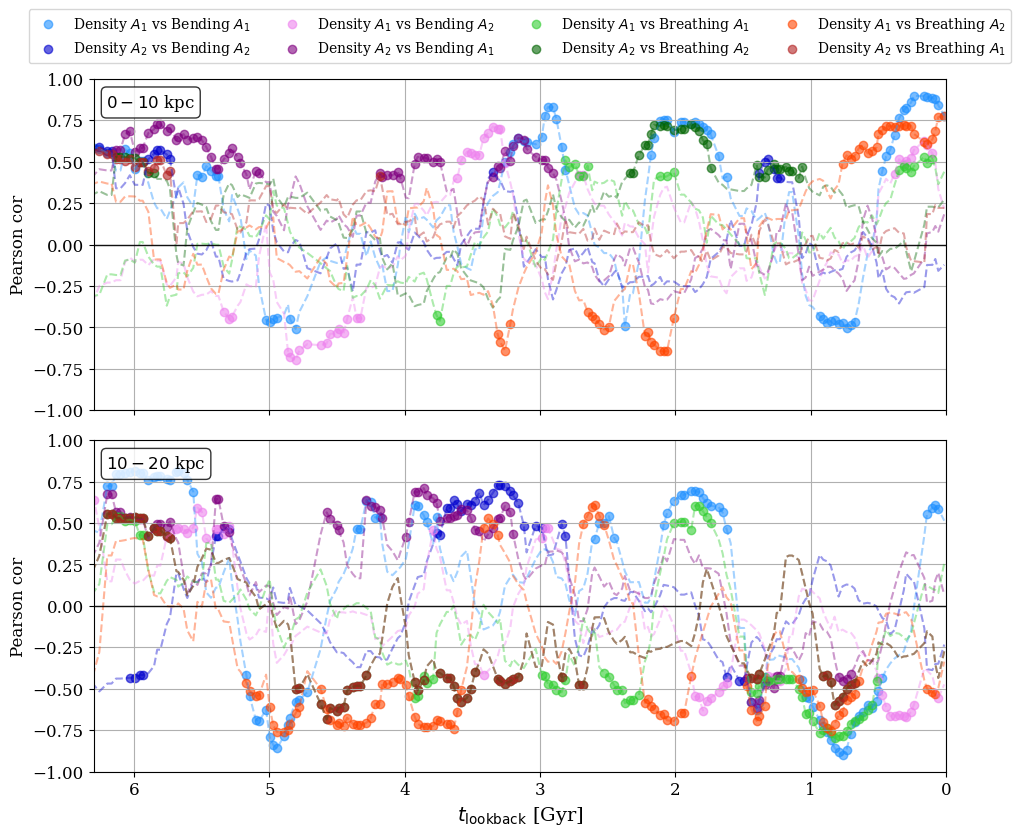 Density A₁ vs Bending A₁ Density A₁ vs Bending A₂ Density A₁ vs Breathing A₁ Density A₁ vs Breathing A₂
Density A₂ vs Bending A₂ Density A₂ vs Bending A₁ Density A₂ vs Breathing A₂ Density A₂ vs Breathing A₁
1.00
0 − 10 kpc
0.75
0.50
0.25
0.00
−0.25
−0.50
−0.75
−1.00
Pearson cor
1.00
10 − 20 kpc
0.75
0.50
0.25
0.00
−0.25
−0.50
−0.75
−1.00
Pearson cor
6 5 4 3 2 1 0
t_lookback [Gyr]